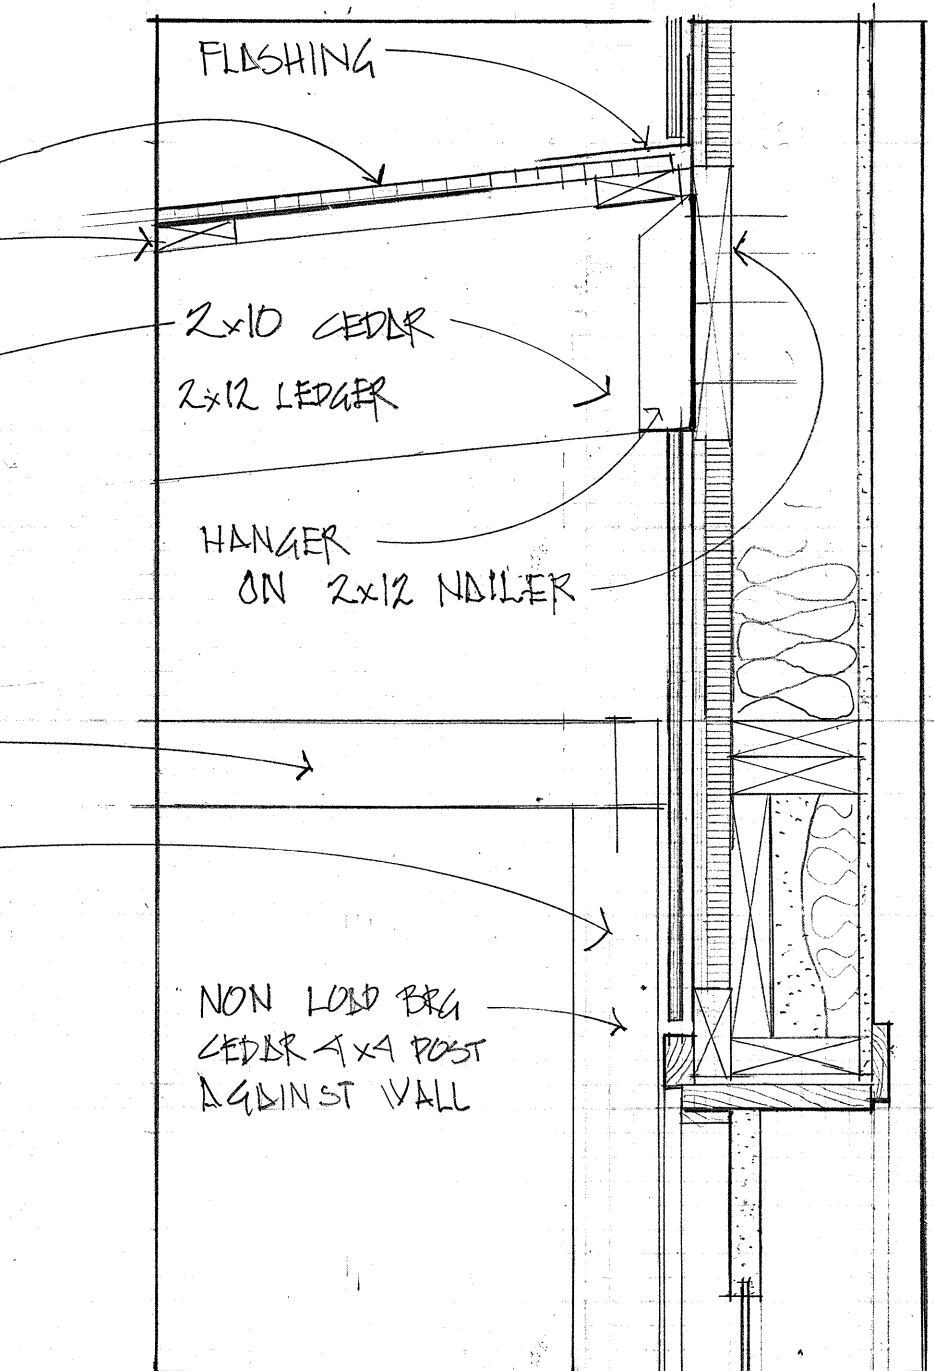 FLASHING
2x10 CEDAR
2x12 LEDGER
HANGER
ON 2x12 NAILER
NON LOAD BRG
CEDAR 4x4 POST
AGAINST WALL